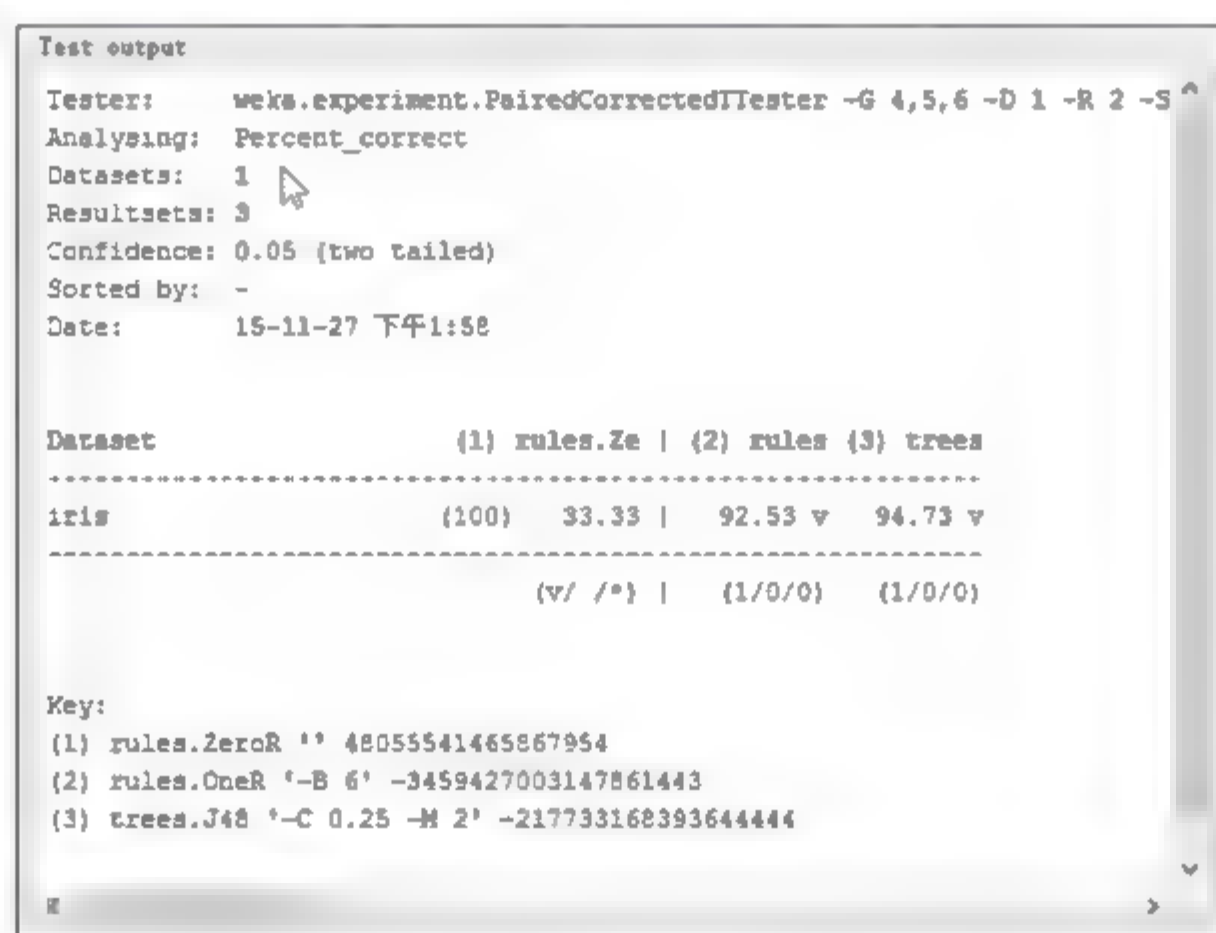 Test output
Tester: weka.experiment.PairedCorrectedTTester -G 4,5,6 -D 1 -R 2 -S
Analysing: Percent_correct
Datasets: 1
Resultsets: 3
Confidence: 0.05 (two tailed)
Sorted by: -
Date: 15-11-27 下午1:58
Dataset (1) rules.Ze | (2) rules (3) trees
--------------------------------------------------------------
iris (100) 33.33 | 92.53 v 94.73 v
--------------------------------------------------------------
(v/ /*) | (1/0/0) (1/0/0)
Key:
(1) rules.ZeroR '' 48055541465867954
(2) rules.OneR '-B 6' -3459427003147861443
(3) trees.J48 '-C 0.25 -M 2' -217733168393644444